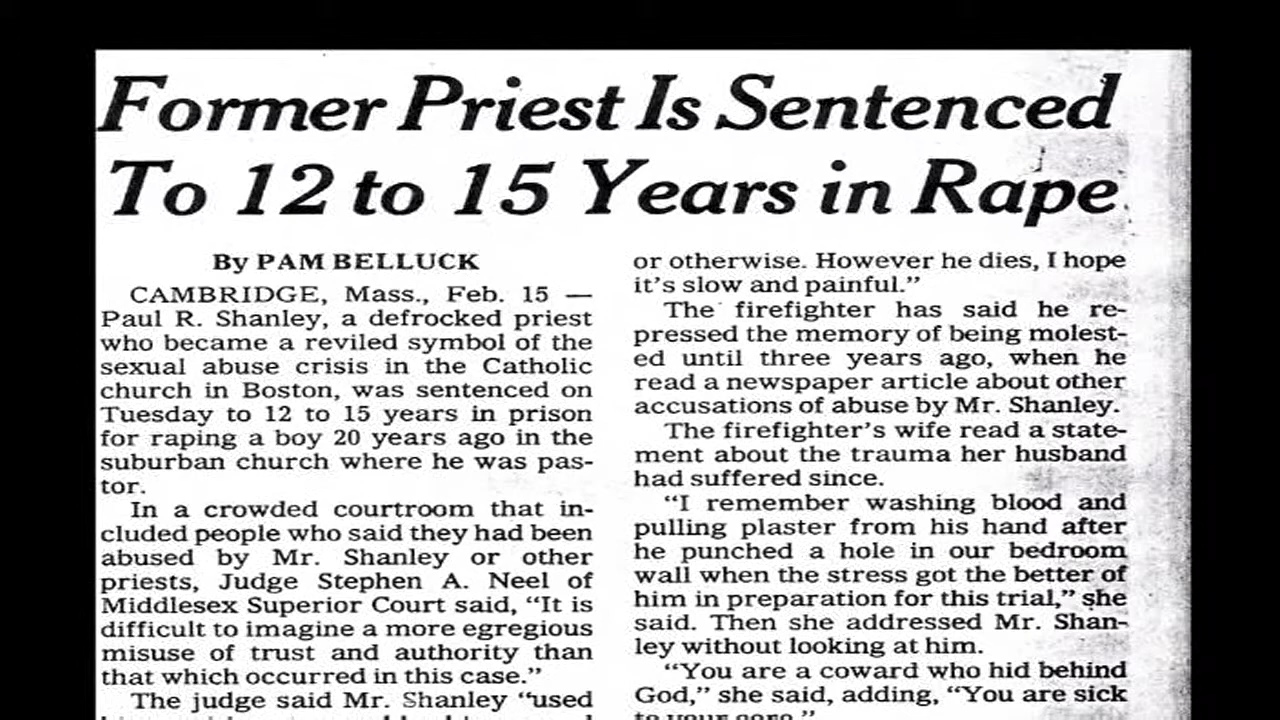 Former Priest Is Sentenced
To 12 to 15 Years in Rape
By PAM BELLUCK
CAMBRIDGE, Mass., Feb. 15 —
Paul R. Shanley, a defrocked priest
who became a reviled symbol of the
sexual abuse crisis in the Catholic
church in Boston, was sentenced on
Tuesday to 12 to 15 years in prison
for raping a boy 20 years ago in the
suburban church where he was pas-
tor.
In a crowded courtroom that in-
cluded people who said they had been
abused by Mr. Shanley or other
priests, Judge Stephen A. Neel of
Middlesex Superior Court said, “It is
difficult to imagine a more egregious
misuse of trust and authority than
that which occurred in this case.”
The judge said Mr. Shanley “used
or otherwise. However he dies, I hope
it’s slow and painful.”
The firefighter has said he re-
pressed the memory of being molest-
ed until three years ago, when he
read a newspaper article about other
accusations of abuse by Mr. Shanley.
The firefighter’s wife read a state-
ment about the trauma her husband
had suffered since.
“I remember washing blood and
pulling plaster from his hand after
he punched a hole in our bedroom
wall when the stress got the better of
him in preparation for this trial,” she
said. Then she addressed Mr. Shan-
ley without looking at him.
“You are a coward who hid behind
God,” she said, adding, “You are sick
to your core.”